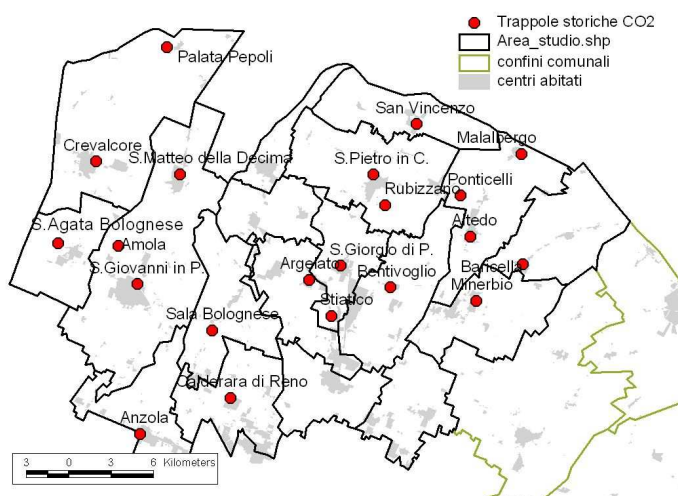 Trappole storiche CO2
Area_studio.shp
confini comunali
centri abitati
Palata Pepoli
San Vincenzo
Malalbergo
Crevalcore
S.Matteo della Decima
S.Pietro in C.
Rubizzano
Ponticelli
S.Agata Bolognese
Amola
Altedo
S.Giorgio di P.
S.Giovanni in P.
Argelato
Bentivoglio
Baricella
Minerbio
Sala Bolognese
Stiatico
Calderara di Reno
Anzola
3 0 3 6 Kilometers